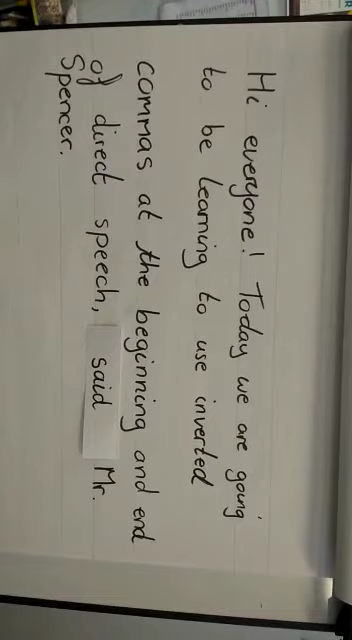 Hi everyone! Today we are going
to be learning to use inverted
commas at the beginning and end
of direct speech, said Mr.
Spencer.